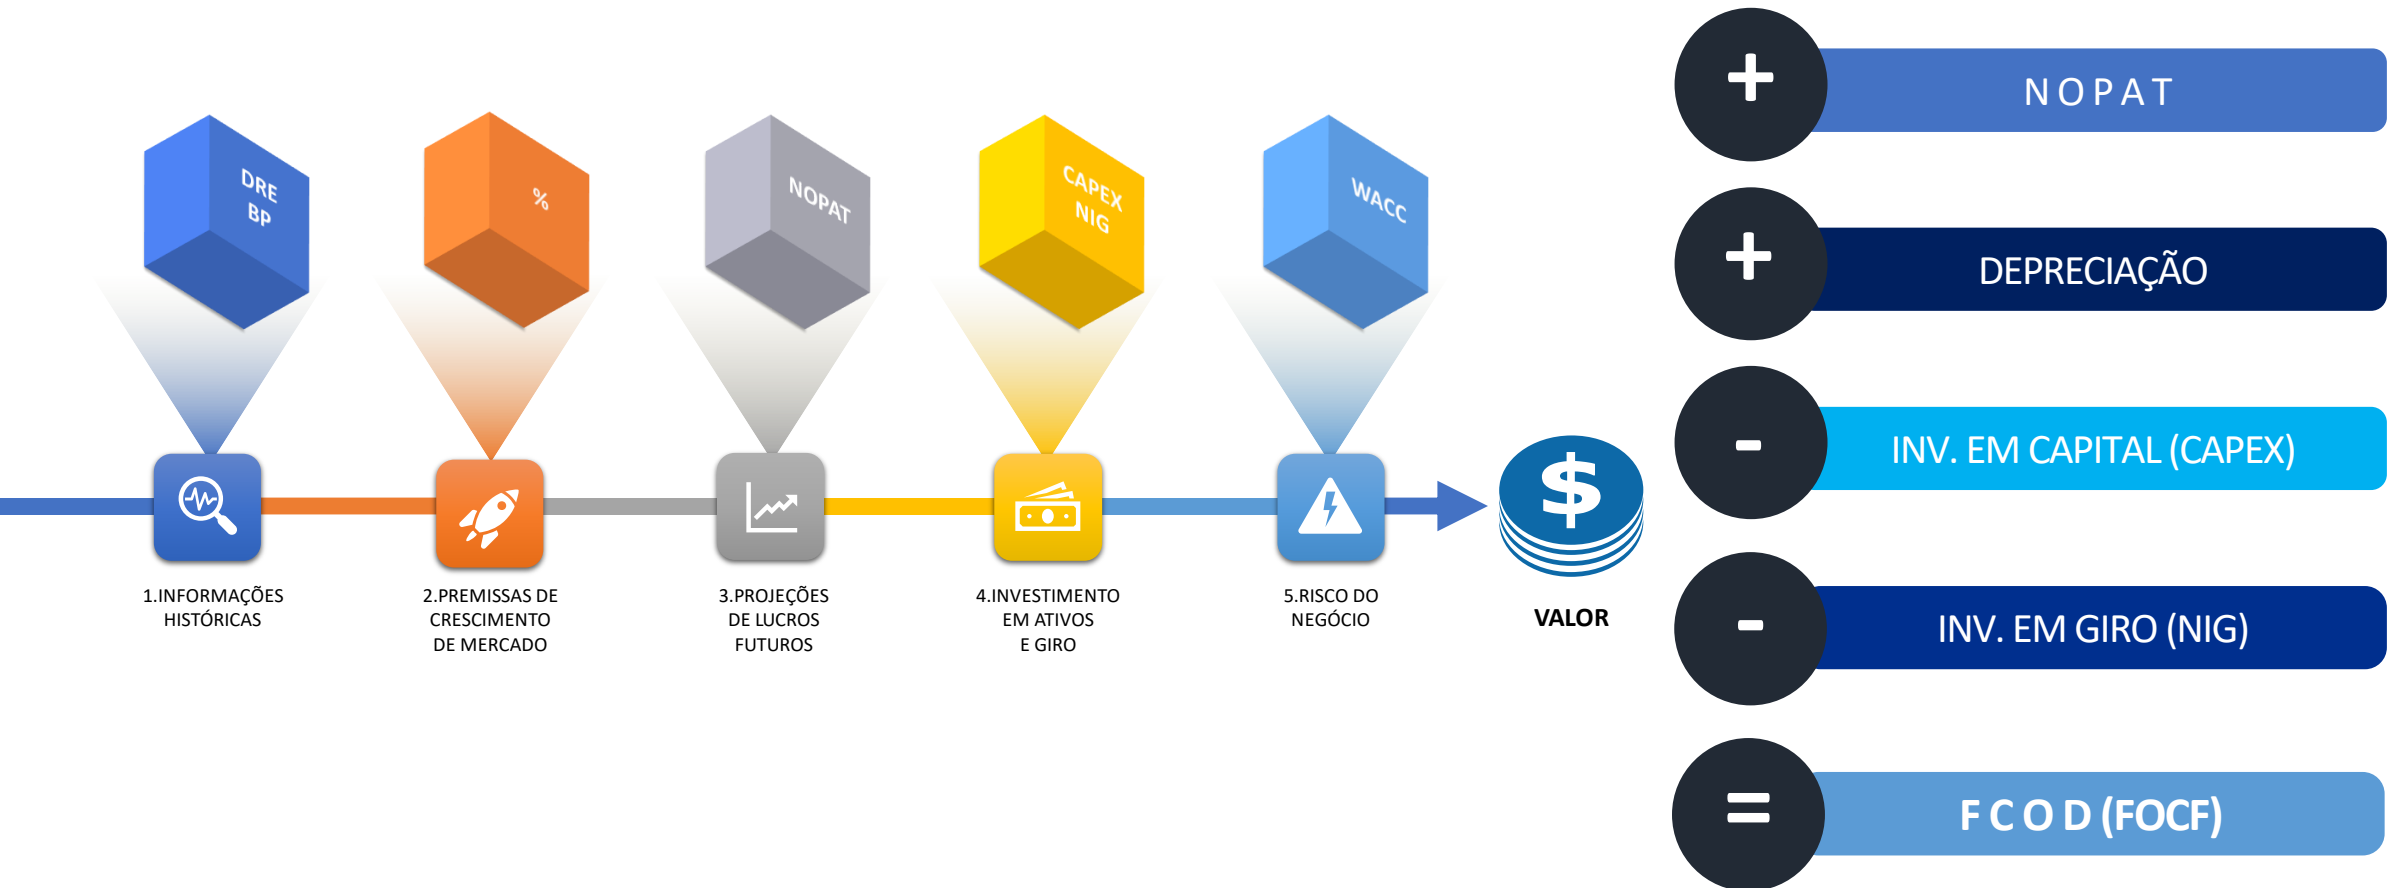 DRE
BP
%
NOPAT
CAPEX
NIG
WACC
1.INFORMAÇÕES
HISTÓRICAS
2.PREMISSAS DE
CRESCIMENTO
DE MERCADO
3.PROJEÇÕES
DE LUCROS
FUTUROS
4.INVESTIMENTO
EM ATIVOS
E GIRO
5.RISCO DO
NEGÓCIO
$
VALOR
+ N O P A T
+ DEPRECIAÇÃO
- INV. EM CAPITAL (CAPEX)
- INV. EM GIRO (NIG)
= F C O D (FOCF)